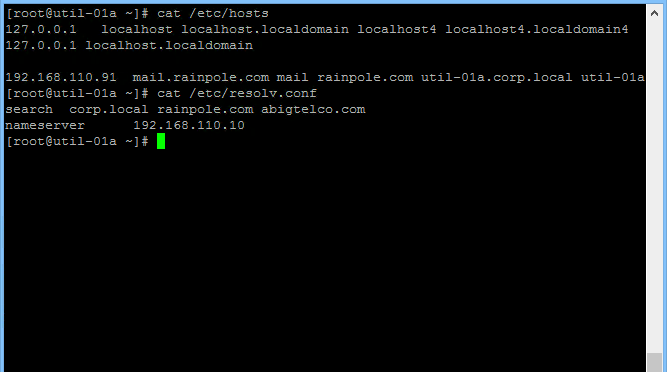 [root@util-01a ~]# cat /etc/hosts
127.0.0.1   localhost localhost.localdomain localhost4 localhost4.localdomain4
127.0.0.1 localhost.localdomain
192.168.110.91  mail.rainpole.com mail rainpole.com util-01a.corp.local util-01a
[root@util-01a ~]# cat /etc/resolv.conf
search  corp.local rainpole.com abigtelco.com
nameserver      192.168.110.10
[root@util-01a ~]#